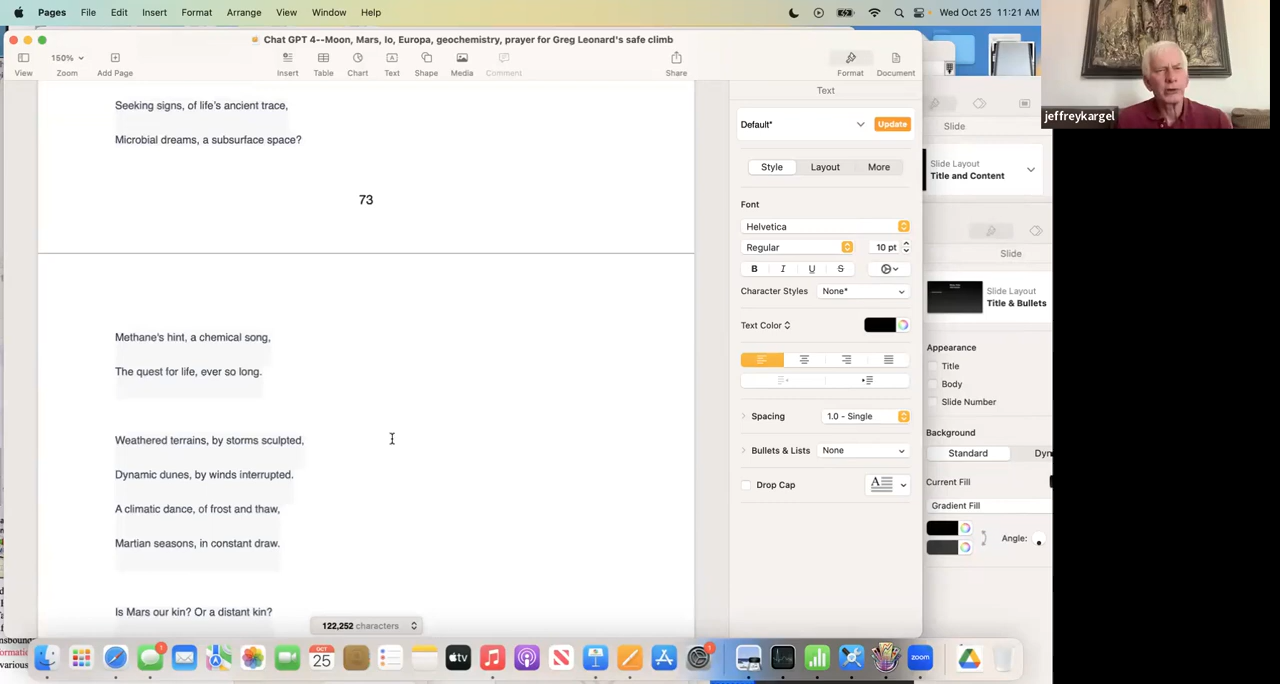 Pages File Edit Insert Format Arrange View Window Help
Wed Oct 25 11:21 AM
Chat GPT 4--Moon, Mars, Io, Europa, geochemistry, prayer for Greg Leonard's safe climb
150%
View Zoom Add Page Insert Table Chart Text Shape Media Comment Share Format Document
Text
Default* Update
Style Layout More
Font
Helvetica
Regular 10 pt
B I U S
Character Styles None*
Text Color
Spacing 1.0 - Single
Bullets & Lists None
Drop Cap A
Seeking signs, of life's ancient trace,
Microbial dreams, a subsurface space?
73
Methane's hint, a chemical song,
The quest for life, ever so long.
Weathered terrains, by storms sculpted,
Dynamic dunes, by winds interrupted.
A climatic dance, of frost and thaw,
Martian seasons, in constant draw.
Is Mars our kin? Or a distant kin?
122,252 characters
jeffreykargel
Slide
Slide Layout
Title and Content
Slide
Slide Layout
Title & Bullets
Appearance
Title
Body
Slide Number
Background
Standard
Current Fill
Gradient Fill
Angle:
OCT
25
tv
zoom
various